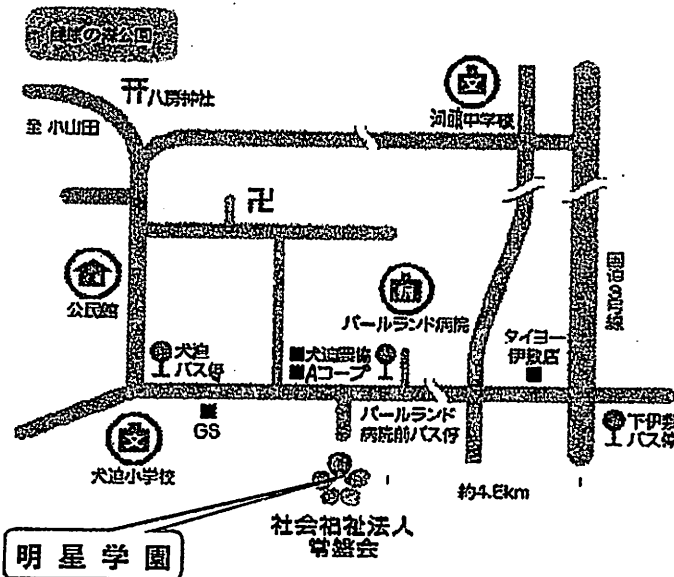 八房神社
至 小山田
河頭中学校
公民館
パールランド病院
タイヨー
伊敷店
犬迫
バス停
■犬迫農協
■Aコープ
GS
パールランド
病院前バス停
下伊敷
バス停
犬迫小学校
約4.Ekm
社会福祉法人
常盤会
明星学園